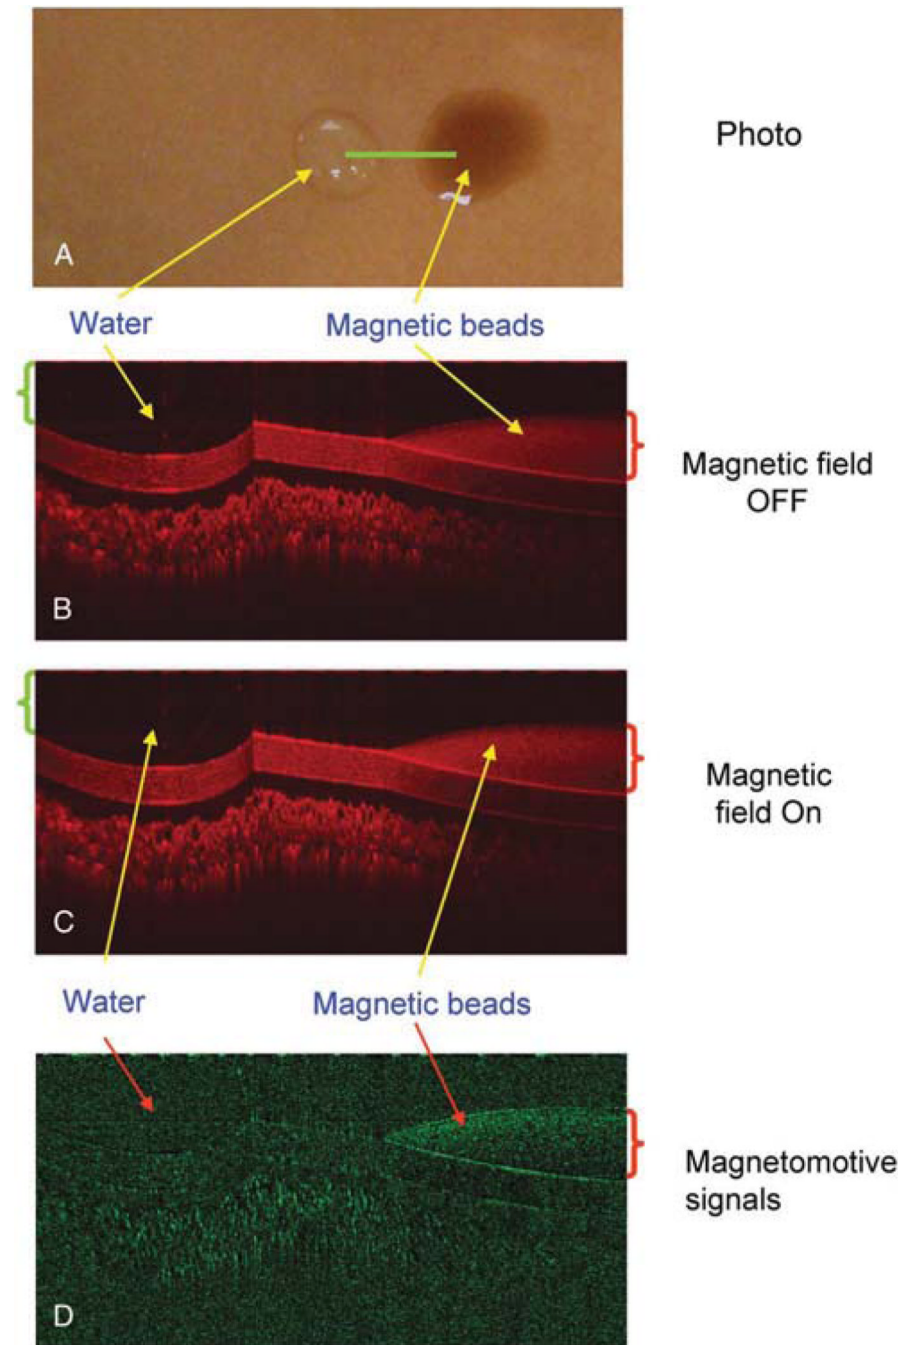 Photo
A
Water
Magnetic beads
Magnetic field
OFF
B
Magnetic
field On
C
Water
Magnetic beads
Magnetomotive
signals
D